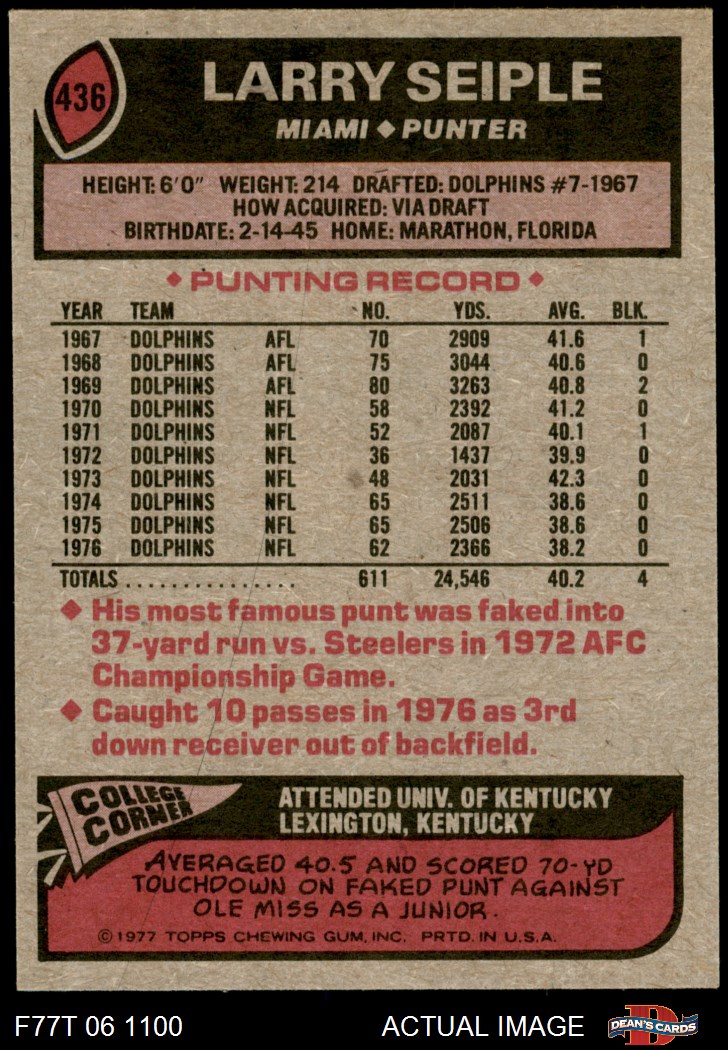 436
LARRY SEIPLE
MIAMI ◆ PUNTER
HEIGHT: 6'0" WEIGHT: 214 DRAFTED: DOLPHINS #7-1967
HOW ACQUIRED: VIA DRAFT
BIRTHDATE: 2-14-45 HOME: MARATHON, FLORIDA
◆ PUNTING RECORD ◆
YEAR TEAM NO. YDS. AVG. BLK.
1967 DOLPHINS AFL 70 2909 41.6 1
1968 DOLPHINS AFL 75 3044 40.6 0
1969 DOLPHINS AFL 80 3263 40.8 2
1970 DOLPHINS NFL 58 2392 41.2 0
1971 DOLPHINS NFL 52 2087 40.1 1
1972 DOLPHINS NFL 36 1437 39.9 0
1973 DOLPHINS NFL 48 2031 42.3 0
1974 DOLPHINS NFL 65 2511 38.6 0
1975 DOLPHINS NFL 65 2506 38.6 0
1976 DOLPHINS NFL 62 2366 38.2 0
TOTALS ................ 611 24,546 40.2 4
◆ His most famous punt was faked into
37-yard run vs. Steelers in 1972 AFC
Championship Game.
◆ Caught 10 passes in 1976 as 3rd
down receiver out of backfield.
COLLEGE
CORNER
ATTENDED UNIV. OF KENTUCKY
LEXINGTON, KENTUCKY
AVERAGED 40.5 AND SCORED 70-YD
TOUCHDOWN ON FAKED PUNT AGAINST
OLE MISS AS A JUNIOR.
©1977 TOPPS CHEWING GUM, INC. PRTD. IN U.S.A.
F77T 06 1100 ACTUAL IMAGE D DEAN'S CARDS